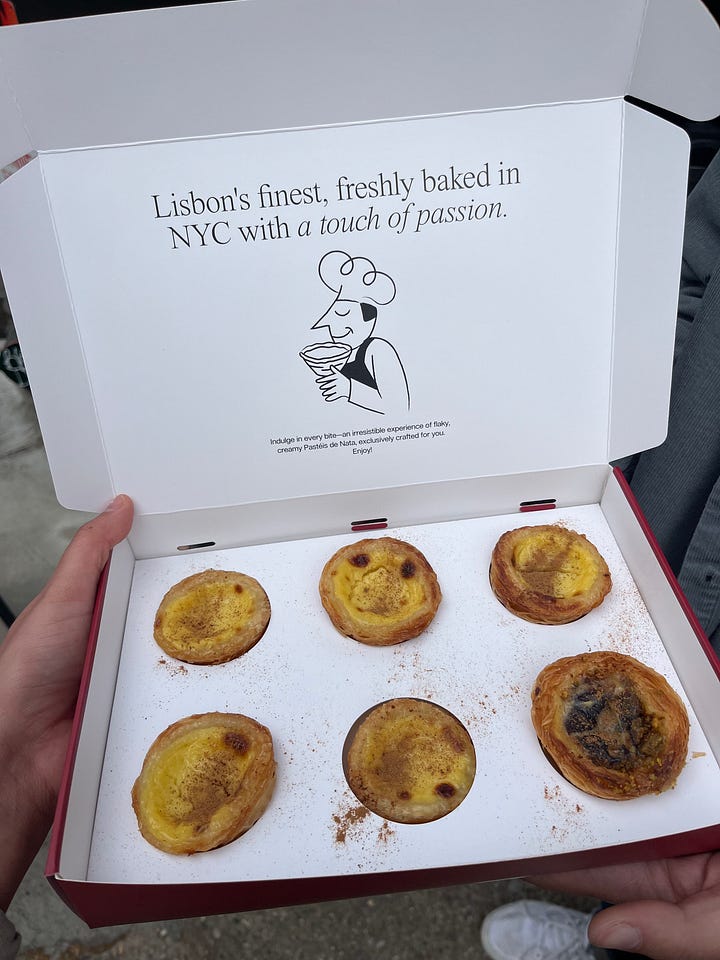 Lisbon's finest, freshly baked in
NYC with a touch of passion.
Indulge in every bite—an irresistible experience of flaky,
creamy Pastéis de Nata, exclusively crafted for you.
Enjoy!